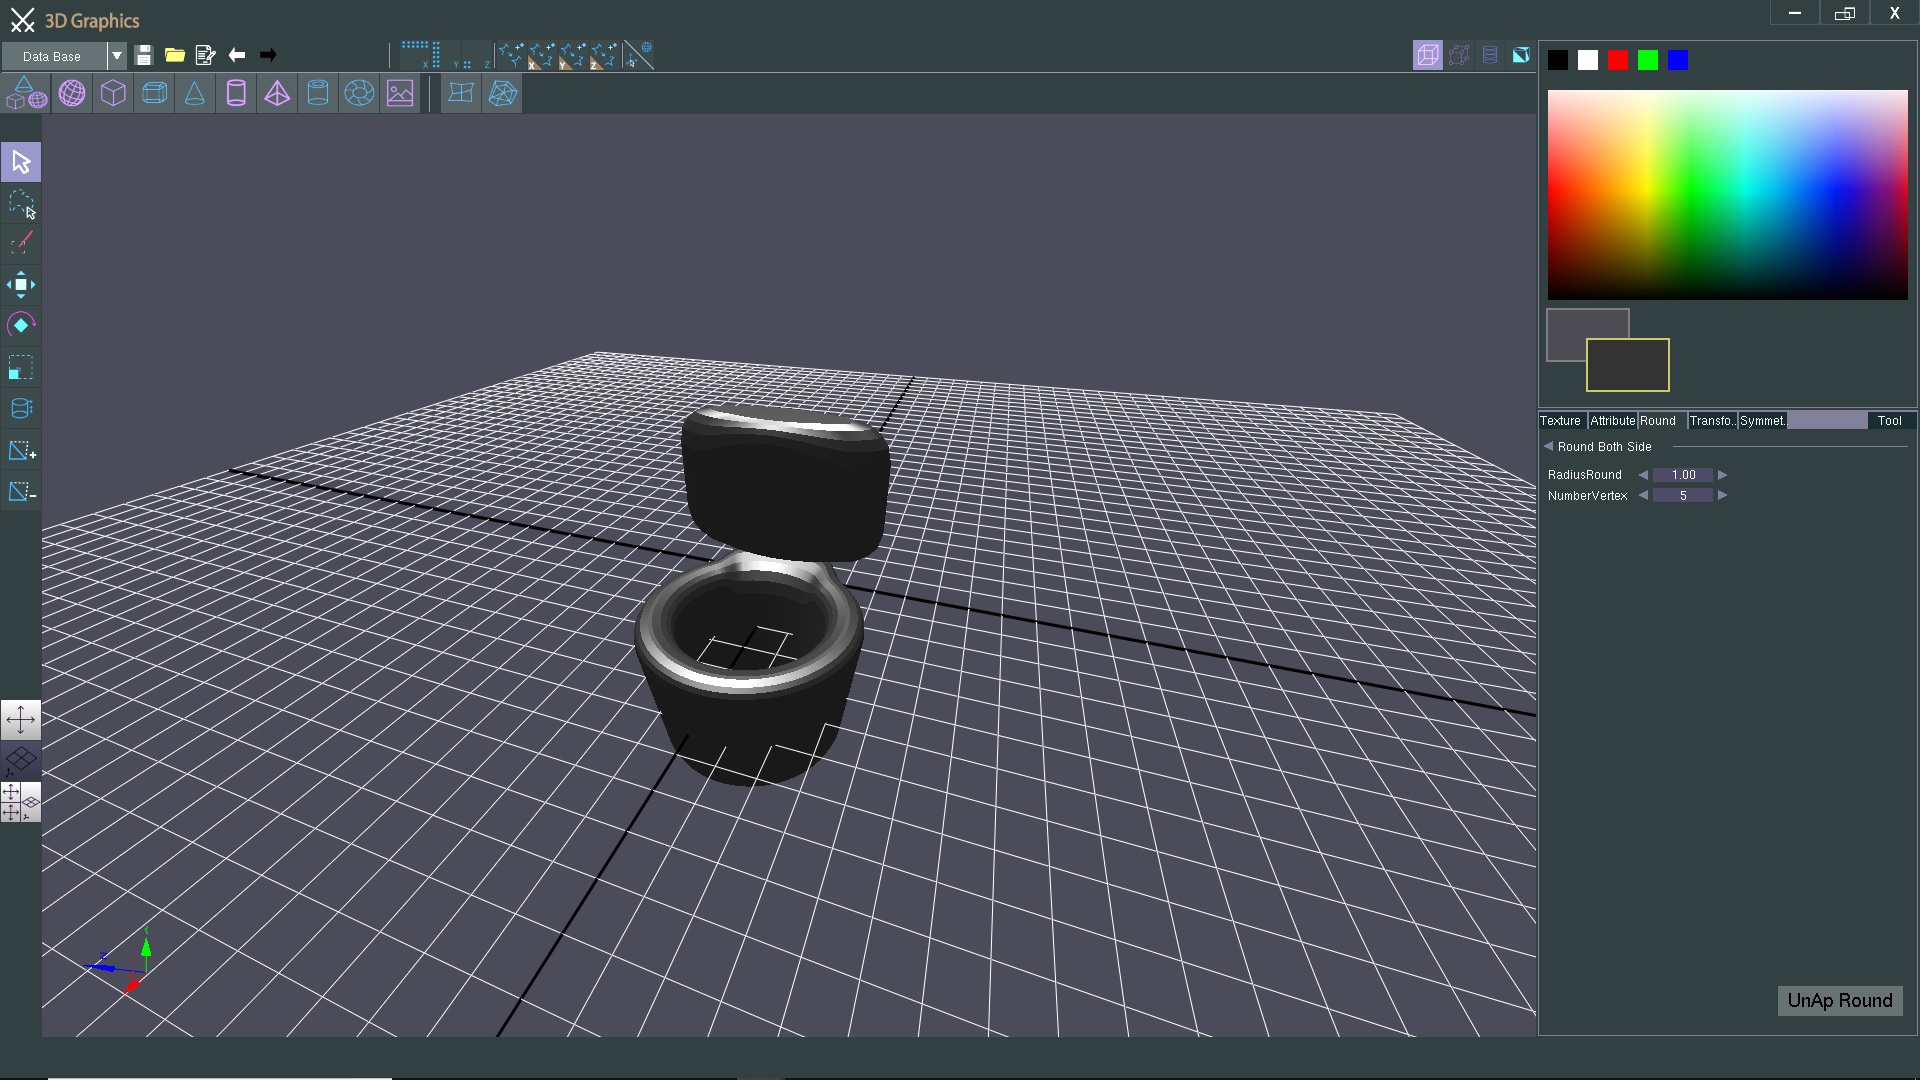 3D Graphics
X
Data Base
X
Y
Z
X
Y
Z
Texture
Attribute
Round
Transfo..
Symmet..
Tool
Round Both Side
RadiusRound
1.00
NumberVertex
5
UnAp Round